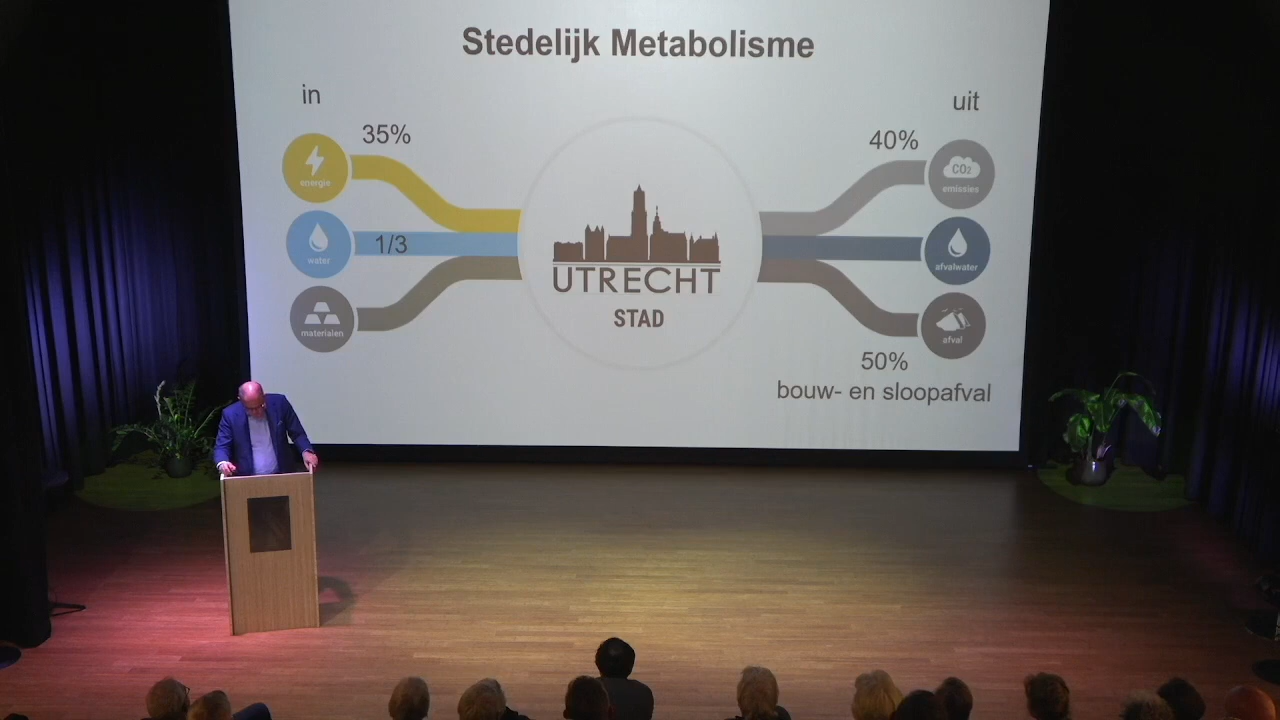 Stedelijk Metabolisme
in
uit
35%
40%
energie
CO2
emissies
1/3
water
afvalwater
UTRECHT
STAD
materialen
afval
50%
bouw- en sloopafval